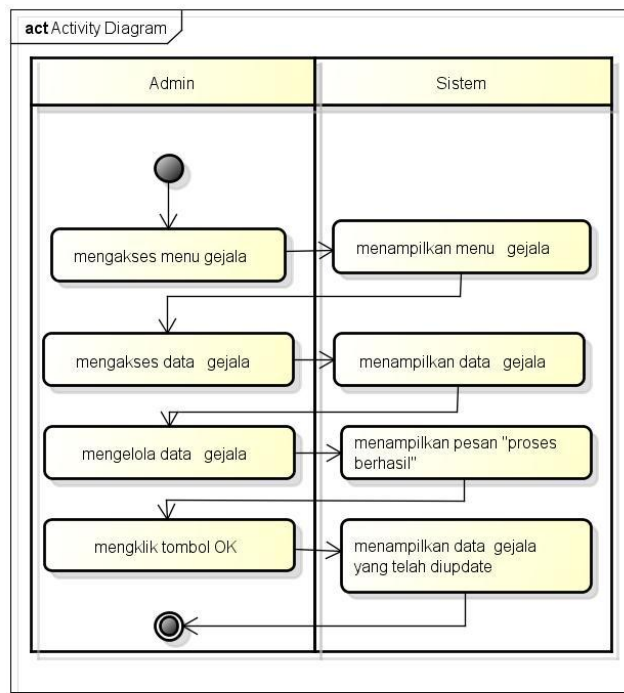 act Activity Diagram
Admin
Sistem
mengakses menu gejala
menampilkan menu gejala
mengakses data gejala
menampilkan data gejala
mengelola data gejala
menampilkan pesan "proses
berhasil"
mengklik tombol OK
menampilkan data gejala
yang telah diupdate